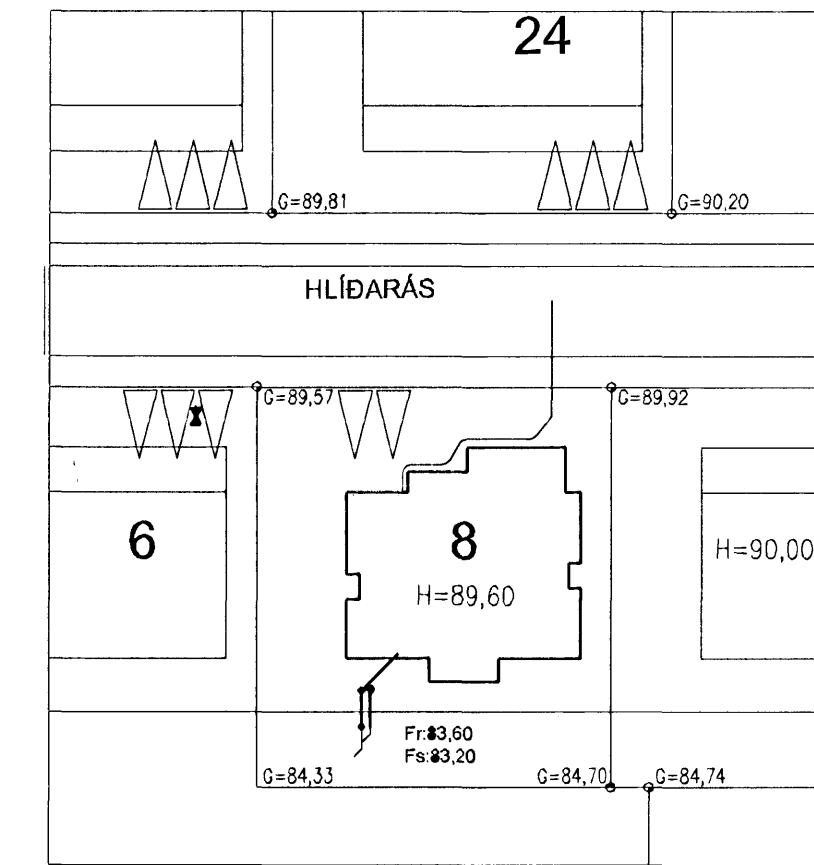 24
G=89,81
G=90,20
HLÍÐARÁS
G=89,57
G=89,92
6
8
H=90,00
H=89,60
Fr:83,60
Fs:83,20
G=84,33
G=84,70
G=84,74